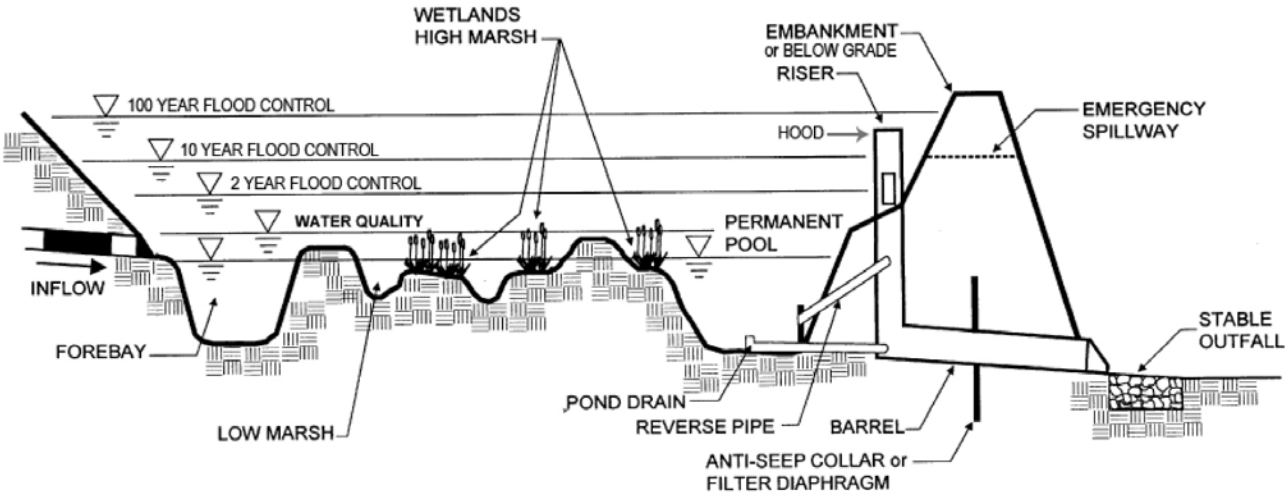 WETLANDS
HIGH MARSH
EMBANKMENT
or BELOW GRADE
RISER
100 YEAR FLOOD CONTROL
EMERGENCY
SPILLWAY
HOOD
10 YEAR FLOOD CONTROL
2 YEAR FLOOD CONTROL
WATER QUALITY
PERMANENT
POOL
INFLOW
STABLE
OUTFALL
FOREBAY
POND DRAIN
LOW MARSH
REVERSE PIPE
BARREL
ANTI-SEEP COLLAR or
FILTER DIAPHRAGM